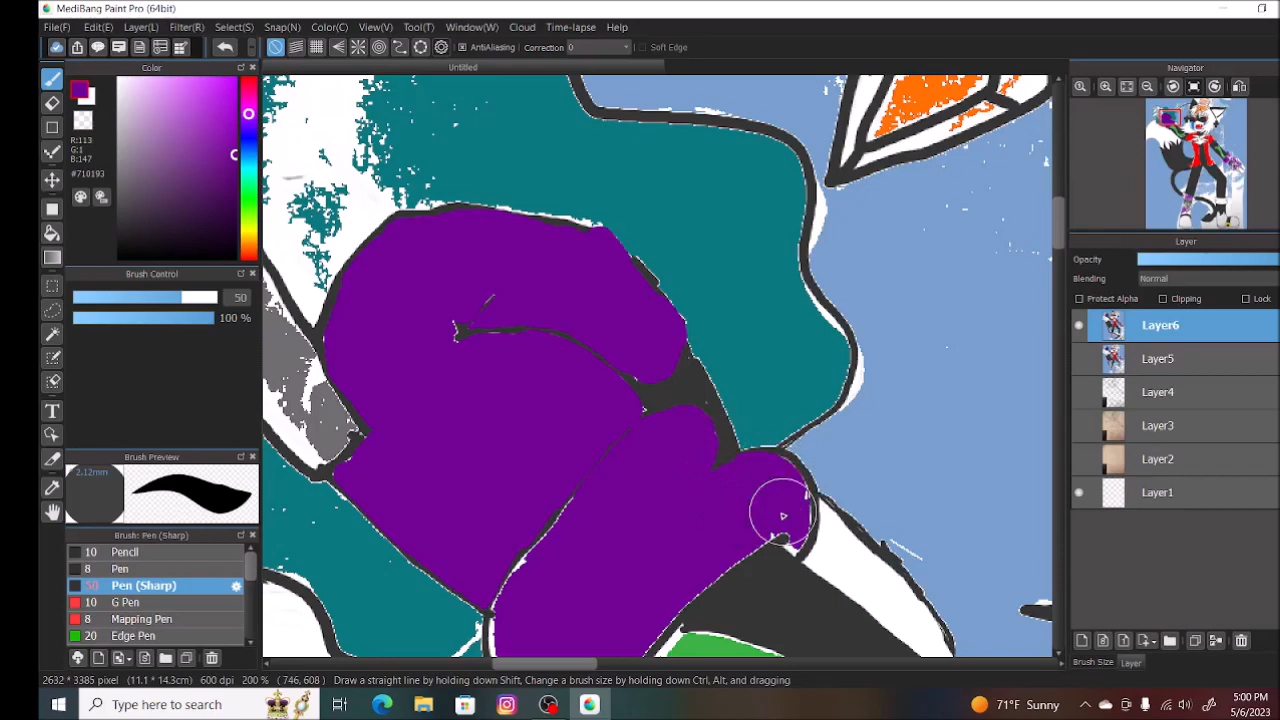 MediBang Paint Pro (64bit)
File(F) Edit(E) Layer(L) Filter(R) Select(S) Snap(N) Color(C) View(V) Tool(T) Window(W) Cloud Time-lapse Help
AntiAliasing Correction 0 Soft Edge
Color
Untitled
Navigator
R:113
G:1
B:147
#710193
Layer
Opacity
Blending Normal
Protect Alpha Clipping Lock
Brush Control
50
100 %
Layer6
Layer5
Layer4
Layer3
Layer2
Layer1
Brush Preview
2.12mm
Brush: Pen (Sharp)
10 Pencil
8 Pen
50 Pen (Sharp)
10 G Pen
8 Mapping Pen
20 Edge Pen
Brush Size Layer
2632 * 3385 pixel (11.1 * 14.3cm) 600 dpi 200 % (746, 608) Draw a straight line by holding down Shift, Change a brush size by holding down Ctrl, Alt, and dragging
Type here to search
71°F Sunny
5:00 PM
5/6/2023